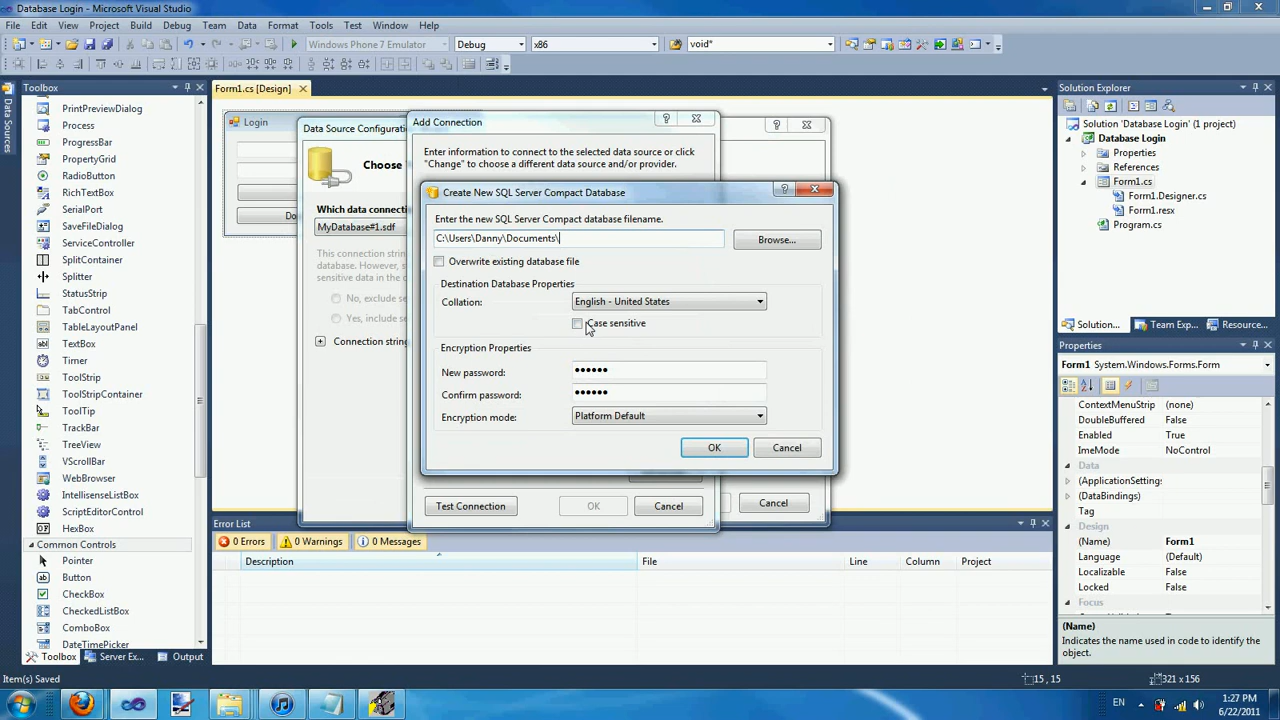 Database Login - Microsoft Visual Studio
File Edit View Project Build Debug Team Data Format Tools Test Window Help
Windows Phone 7 Emulator Debug x86 void*
Toolbox
PrintPreviewDialog
Process
ProgressBar
PropertyGrid
RadioButton
RichTextBox
SerialPort
SaveFileDialog
SplitContainer
Splitter
StatusStrip
TabControl
TableLayoutPanel
TextBox
Timer
ToolStrip
ToolStripContainer
ToolTip
TrackBar
TreeView
VScrollBar
WebBrowser
IntellisenseListBox
ScriptEditorControl
HexBox
Common Controls
Pointer
Button
CheckBox
CheckedListBox
ComboBox
DateTimePicker
Toolbox Server Ex... Output
Data Sources
Form1.cs [Design]
Login
Data Source Configurati
Choose
Which data connecti
MyDatabase#1.sdf
This connection string
database. However, s
sensitive data in the c
No, exclude se
Yes, include se
Connection string
Cancel
Add Connection
Enter information to connect to the selected data source or click
"Change" to choose a different data source and/or provider.
Test Connection OK Cancel
Create New SQL Server Compact Database
Enter the new SQL Server Compact database filename.
C:\Users\Danny\Documents\
Browse...
Overwrite existing database file
Destination Database Properties
Collation: English - United States
Case sensitive
Encryption Properties
New password: ••••••
Confirm password: ••••••
Encryption mode: Platform Default
OK Cancel
Error List
0 Errors 0 Warnings 0 Messages
Description File Line Column Project
Solution Explorer
Solution 'Database Login' (1 project)
Database Login
Properties
References
Form1.cs
Form1.Designer.cs
Form1.resx
Program.cs
Solution... Team Exp... Resource...
Properties
Form1 System.Windows.Forms.Form
ContextMenuStrip (none)
DoubleBuffered False
Enabled True
ImeMode NoControl
Data
(ApplicationSettings
(DataBindings)
Tag
Design
(Name) Form1
Language (Default)
Localizable False
Locked False
Focus
(Name)
Indicates the name used in code to identify the
object.
Item(s) Saved 15 , 15 321 x 156
EN 1:27 PM
6/22/2011